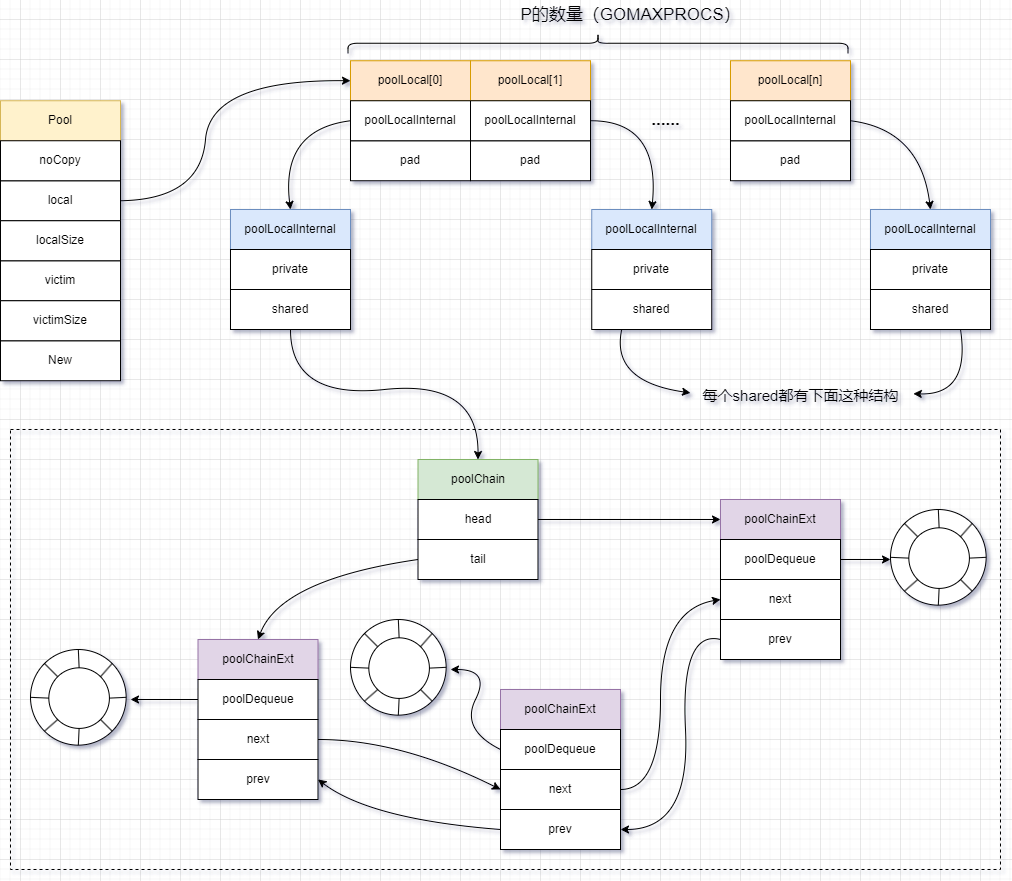 P的数量（GOMAXPROCS）
poolLocal[0] poolLocal[1] poolLocal[n]
Pool poolLocalInternal poolLocalInternal ...... poolLocalInternal
noCopy pad pad pad
local
localSize poolLocalInternal poolLocalInternal poolLocalInternal
victim private private private
victimSize shared shared shared
New
每个shared都有下面这种结构
poolChain
head poolChainExt
tail poolDequeue
next
prev
poolChainExt
poolDequeue
next
prev
poolChainExt
poolDequeue
next
prev